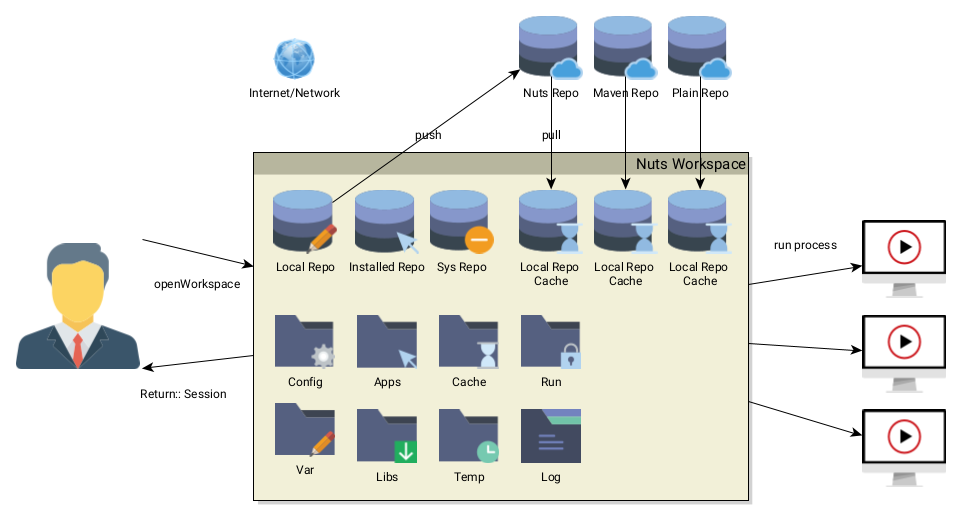 Internet/Network
Nuts Repo
Maven Repo
Plain Repo
push
pull
Nuts Workspace
Local Repo
Installed Repo
Sys Repo
Local Repo
Cache
Local Repo
Cache
Local Repo
Cache
run process
openWorkspace
Config
Apps
Cache
Run
Return:: Session
Var
Libs
Temp
Log